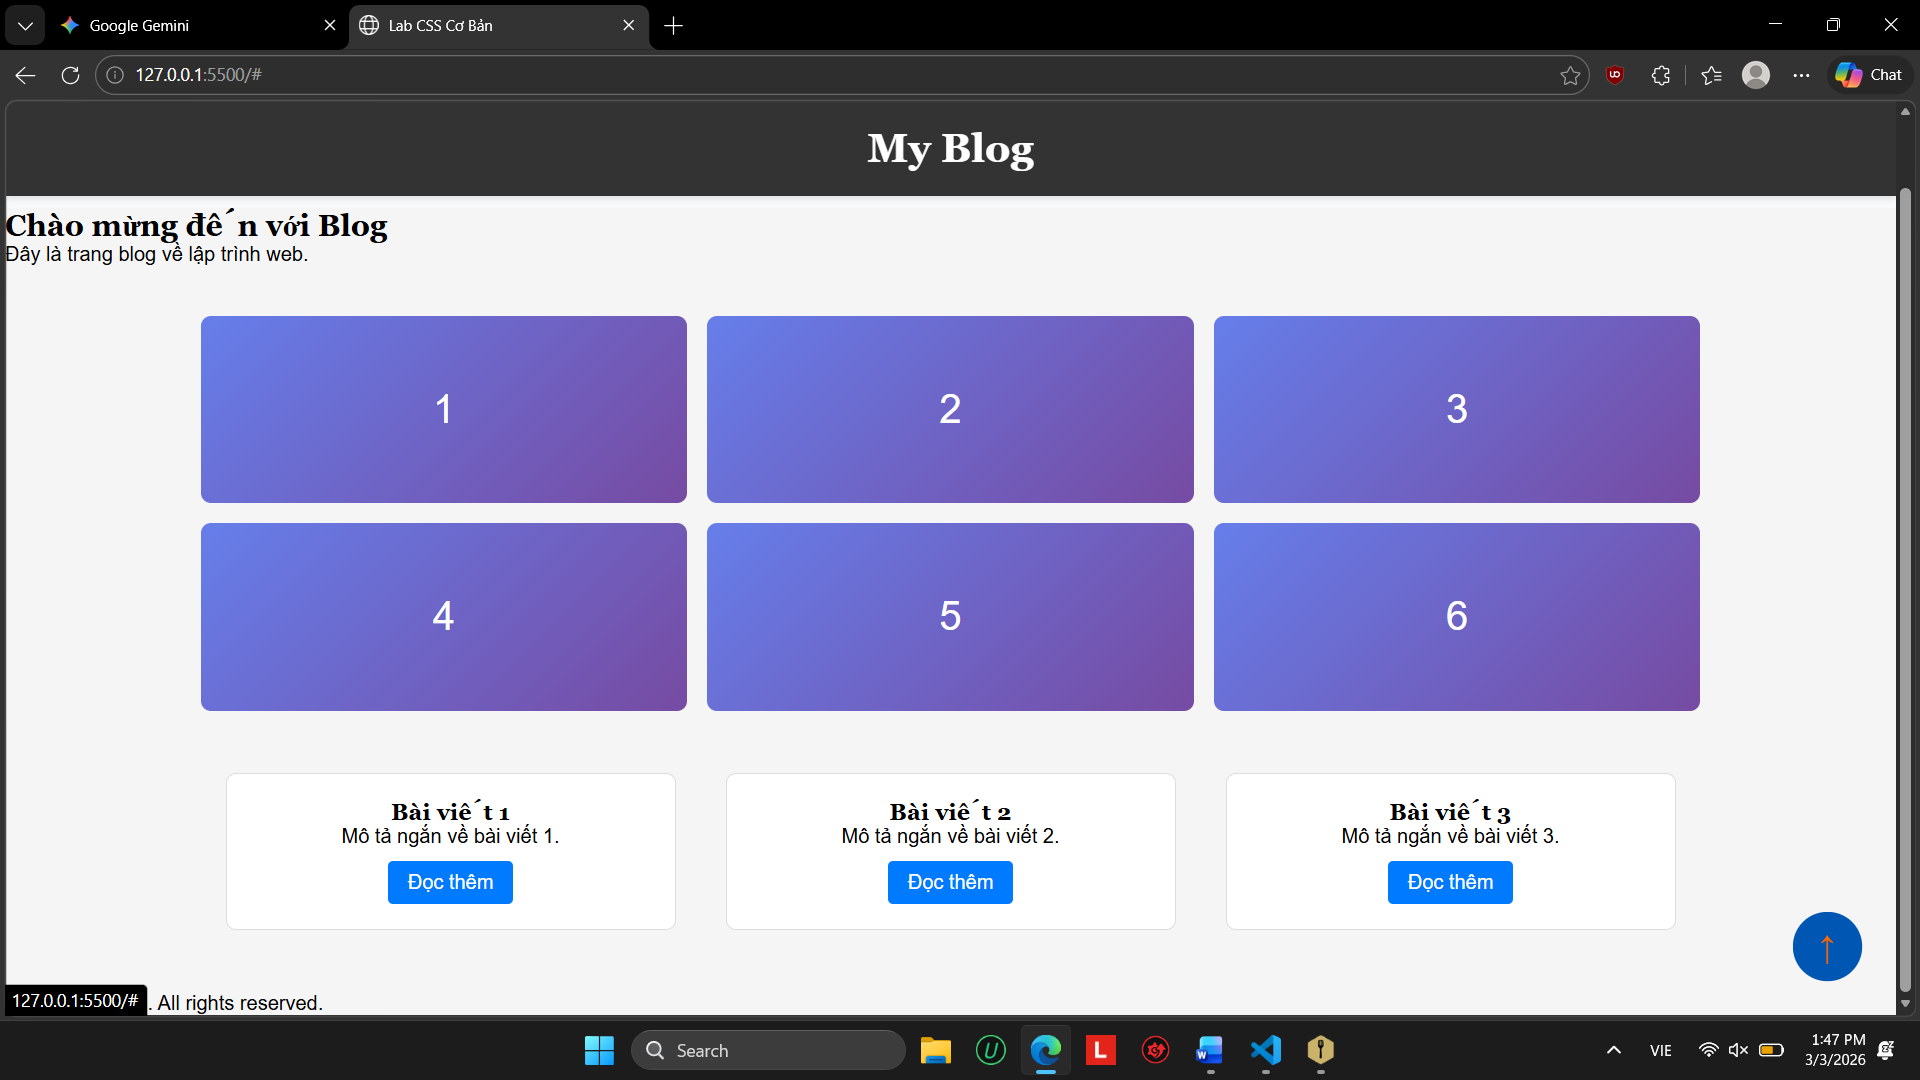 Google Gemini
Lab CSS Cơ Bản
127.0.0.1:5500/#
Chat
My Blog
Chào mừng đến với Blog
Đây là trang blog về lập trình web.
1
2
3
4
5
6
Bài viết 1
Mô tả ngắn về bài viết 1.
Đọc thêm
Bài viết 2
Mô tả ngắn về bài viết 2.
Đọc thêm
Bài viết 3
Mô tả ngắn về bài viết 3.
Đọc thêm
↑
127.0.0.1:5500/#
. All rights reserved.
Search
VIE
1:47 PM
3/3/2026